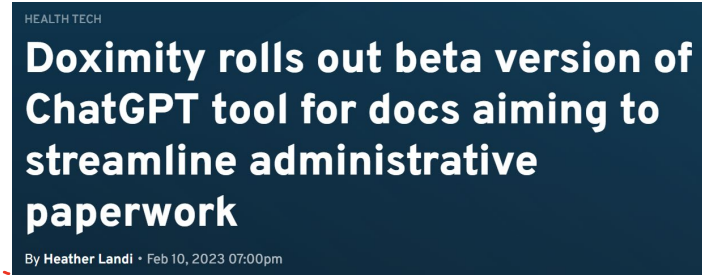 HEALTH TECH
Doximity rolls out beta version of
ChatGPT tool for docs aiming to
streamline administrative
paperwork
By Heather Landi • Feb 10, 2023 07:00pm